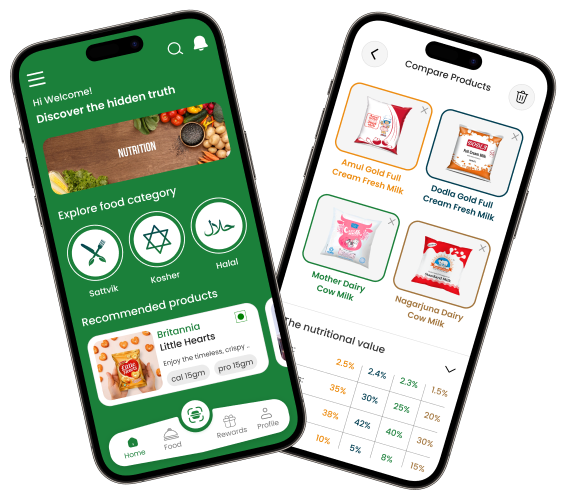 Hi Welcome!
Discover the hidden truth
NUTRITION
Explore food category
Sattvik
Kosher
حلال
Halal
Recommended products
Britannia
Little Hearts
Enjoy the timeless, crispy ..
cal 15gm
pro 15gm
Home
Food
Rewards
Profile
Compare Products
Amul Gold Full
Cream Fresh Milk
DODLA
Dodla Gold Full
Cream Fresh Milk
Mother Dairy
Cow Milk
Nagarjuna Dairy
Cow Milk
The nutritional value
2.5% 2.4% 2.3% 1.5%
35% 30% 25% 20%
38% 42% 40% 30%
10% 5% 8% 15%